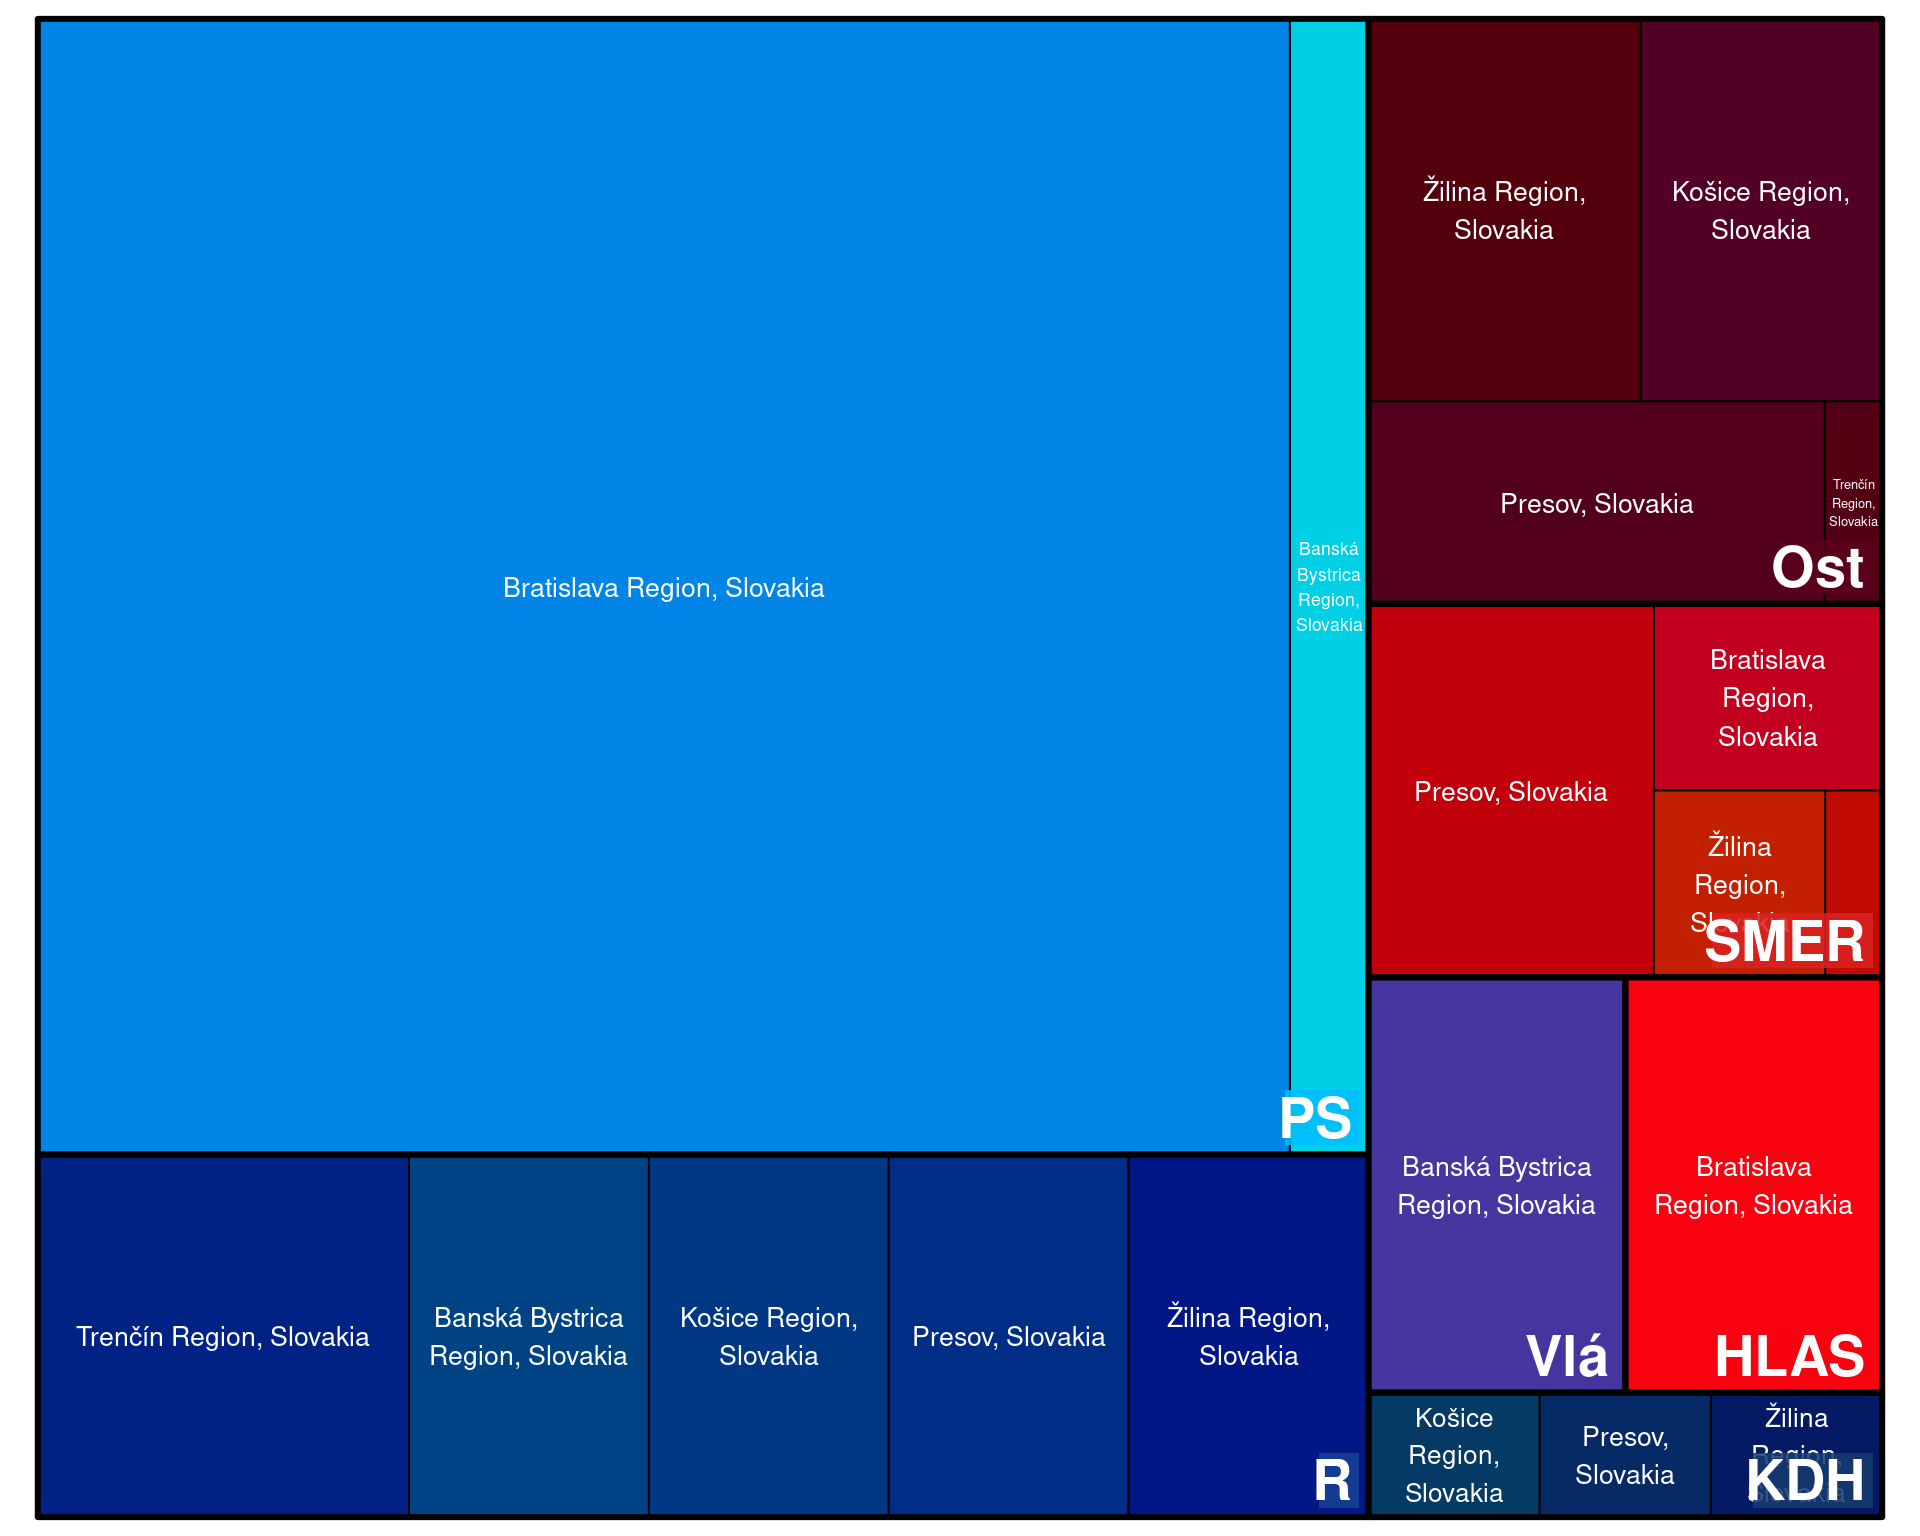 Bratislava Region, Slovakia
Banská
Bystrica
Region,
Slovakia
PS
Trenčín Region, Slovakia
Banská Bystrica
Region, Slovakia
Košice Region,
Slovakia
Presov, Slovakia
Žilina Region,
Slovakia
R
Žilina Region,
Slovakia
Košice Region,
Slovakia
Presov, Slovakia
Trenčín
Region,
Slovakia
Ost
Presov, Slovakia
Bratislava
Region,
Slovakia
Žilina
Region,
Slovakia
SMER
Banská Bystrica
Region, Slovakia
Vlá
Bratislava
Region, Slovakia
HLAS
Košice
Region,
Slovakia
Presov,
Slovakia
Žilina
Region,
Slovakia
KDH